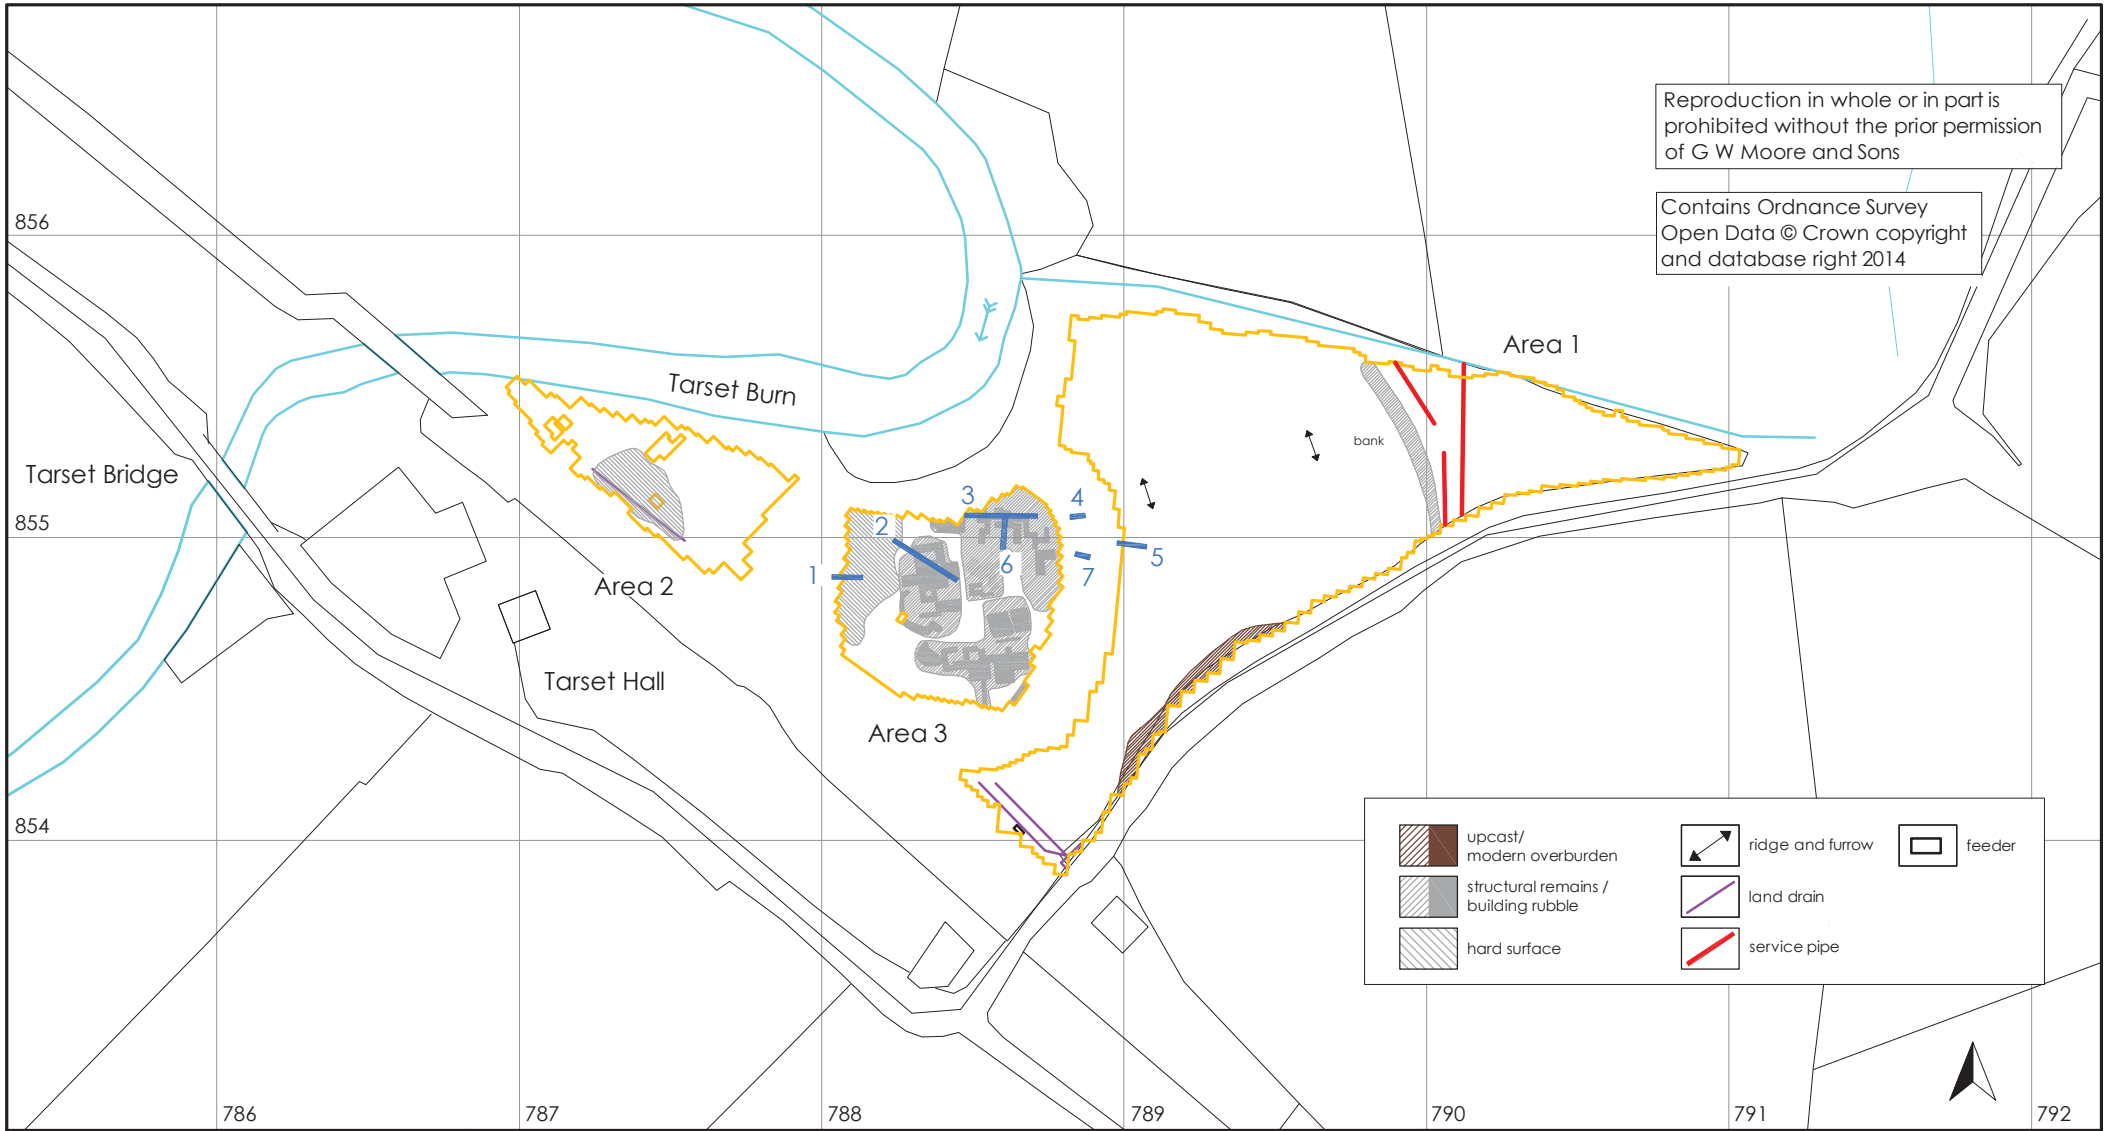 Reproduction in whole or in part is
prohibited without the prior permission
of G W Moore and Sons
Contains Ordnance Survey
Open Data © Crown copyright
and database right 2014
856
Area 1
Tarset Burn
bank
Tarset Bridge
855
3
4
2
5
6
7
1
Area 2
Tarset Hall
Area 3
854
upcast/
modern overburden
structural remains /
building rubble
hard surface
ridge and furrow
land drain
service pipe
feeder
786
787
788
789
790
791
792